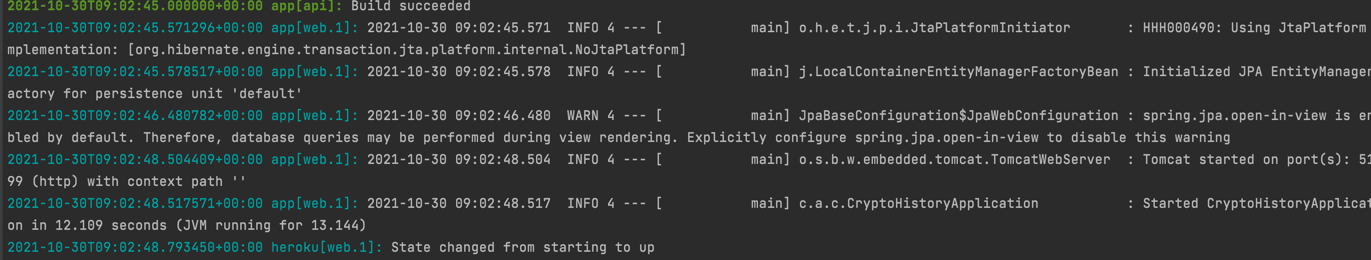 2021-10-30T09:02:45.000000+00:00 app[api]: Build succeeded
2021-10-30T09:02:45.571296+00:00 app[web.1]: 2021-10-30 09:02:45.571  INFO 4 --- [           main] o.h.e.t.j.p.i.JtaPlatformInitiator       : HHH000490: Using JtaPlatform
mplementation: [org.hibernate.engine.transaction.jta.platform.internal.NoJtaPlatform]
2021-10-30T09:02:45.578517+00:00 app[web.1]: 2021-10-30 09:02:45.578  INFO 4 --- [           main] j.LocalContainerEntityManagerFactoryBean : Initialized JPA EntityManager
actory for persistence unit 'default'
2021-10-30T09:02:46.480782+00:00 app[web.1]: 2021-10-30 09:02:46.480  WARN 4 --- [           main] JpaBaseConfiguration$JpaWebConfiguration : spring.jpa.open-in-view is en
bled by default. Therefore, database queries may be performed during view rendering. Explicitly configure spring.jpa.open-in-view to disable this warning
2021-10-30T09:02:48.504409+00:00 app[web.1]: 2021-10-30 09:02:48.504  INFO 4 --- [           main] o.s.b.w.embedded.tomcat.TomcatWebServer  : Tomcat started on port(s): 51
99 (http) with context path ''
2021-10-30T09:02:48.517571+00:00 app[web.1]: 2021-10-30 09:02:48.517  INFO 4 --- [           main] c.a.c.CryptoHistoryApplication           : Started CryptoHistoryApplicat
on in 12.109 seconds (JVM running for 13.144)
2021-10-30T09:02:48.793450+00:00 heroku[web.1]: State changed from starting to up